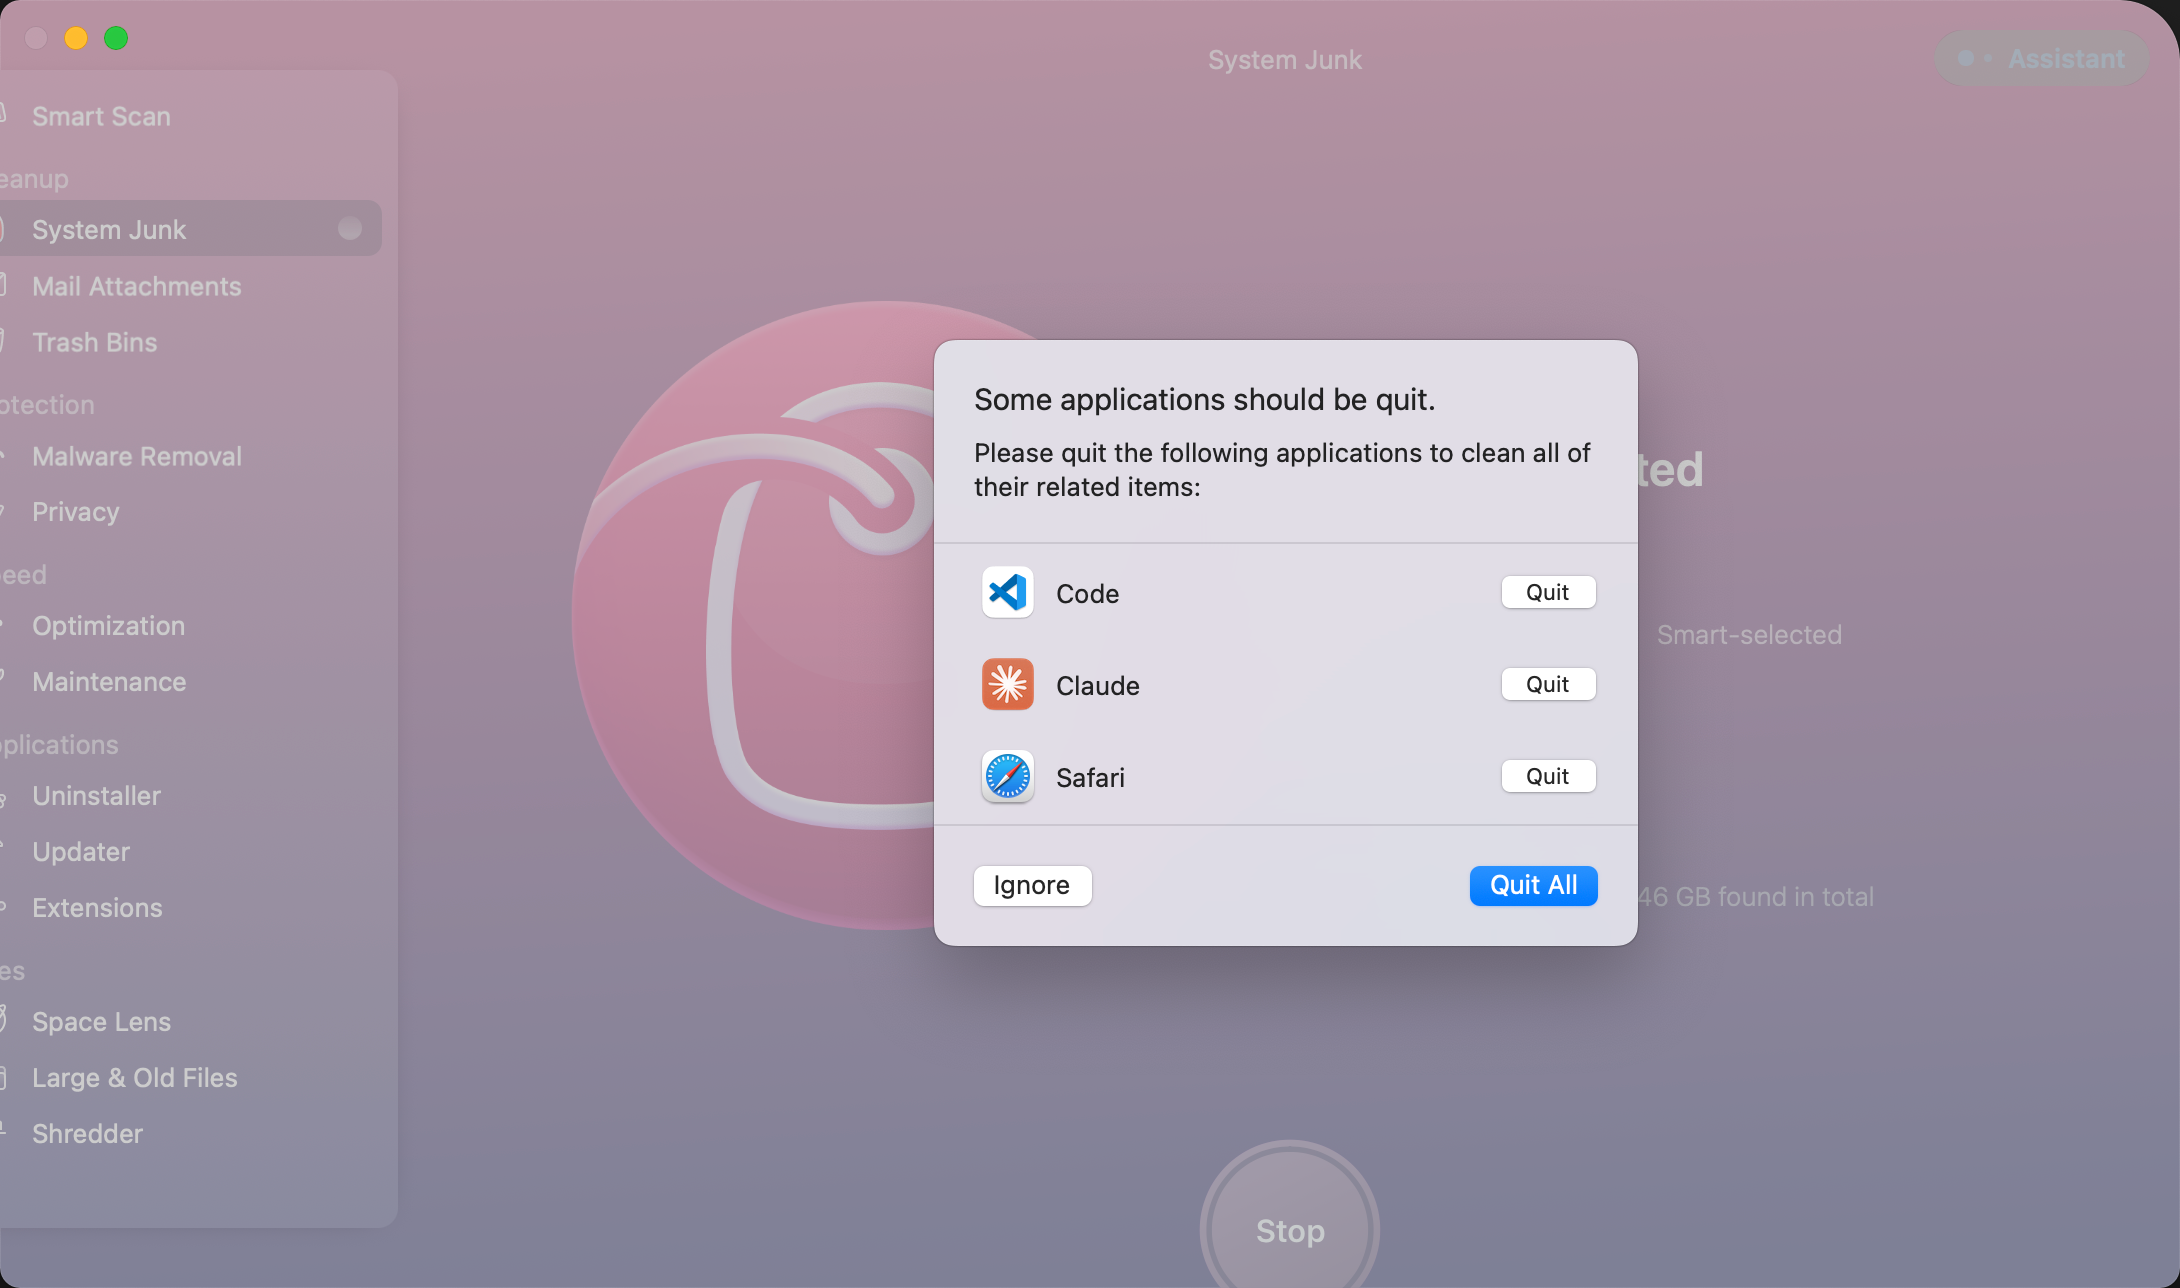 System Junk
Assistant
Smart Scan
eanup
System Junk
Mail Attachments
Trash Bins
otection
Malware Removal
Privacy
eed
Optimization
Maintenance
plications
Uninstaller
Updater
Extensions
es
Space Lens
Large & Old Files
Shredder
Some applications should be quit.
Please quit the following applications to clean all of
their related items:
Code
Quit
Claude
Quit
Safari
Quit
Ignore
Quit All
ted
Smart-selected
46 GB found in total
Stop